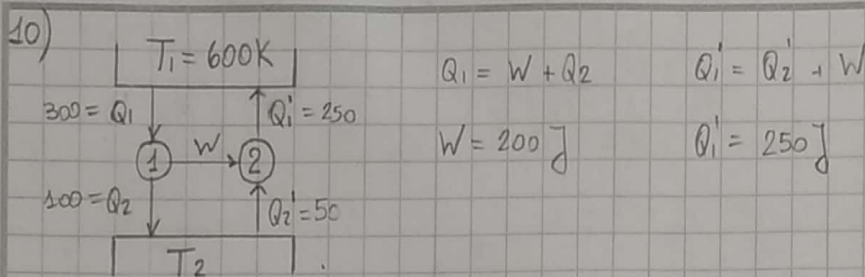 10)
T₁ = 600K
Q₁ = W + Q₂
Q₁' = Q₂' + W
300 = Q₁
Q₁' = 250
W = 200 J
Q₁' = 250 J
1
W
2
100 = Q₂
Q₂' = 50
T₂